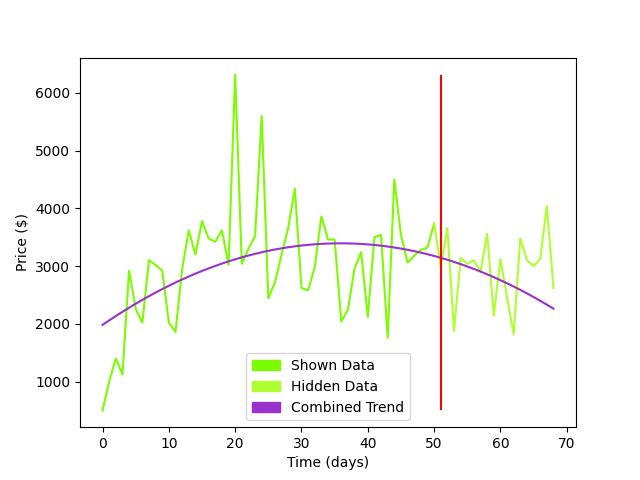 6000
5000
4000
3000
2000
1000
Price ($)
Shown Data
Hidden Data
Combined Trend
0 10 20 30 40 50 60 70
Time (days)